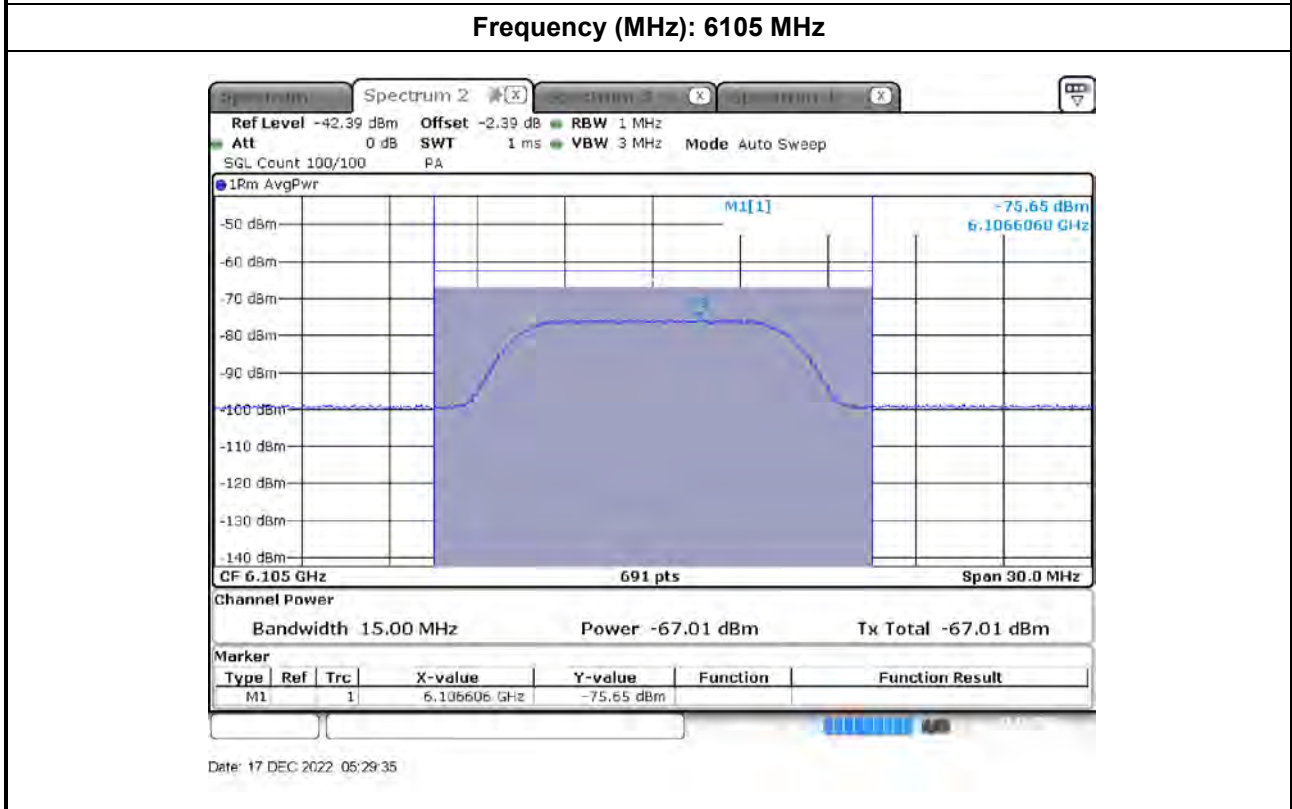 Frequency (MHz): 6105 MHz
Spectrum 2
Ref Level -42.39 dBm Offset -2.39 dB RBW 1 MHz
Att 0 dB SWT 1 ms VBW 3 MHz Mode Auto Sweep
SGL Count 100/100 PA
1Rm AvgPwr
M1[1] -75.65 dBm
6.1066060 GHz
-50 dBm
-60 dBm
-70 dBm
-80 dBm
-90 dBm
-100 dBm
-110 dBm
-120 dBm
-130 dBm
-140 dBm
CF 6.105 GHz 691 pts Span 30.0 MHz
Channel Power
Bandwidth 15.00 MHz Power -67.01 dBm Tx Total -67.01 dBm
Marker
Type Ref Trc X-value Y-value Function Function Result
M1 1 6.106606 GHz -75.65 dBm
Date: 17 DEC 2022 05:29:35